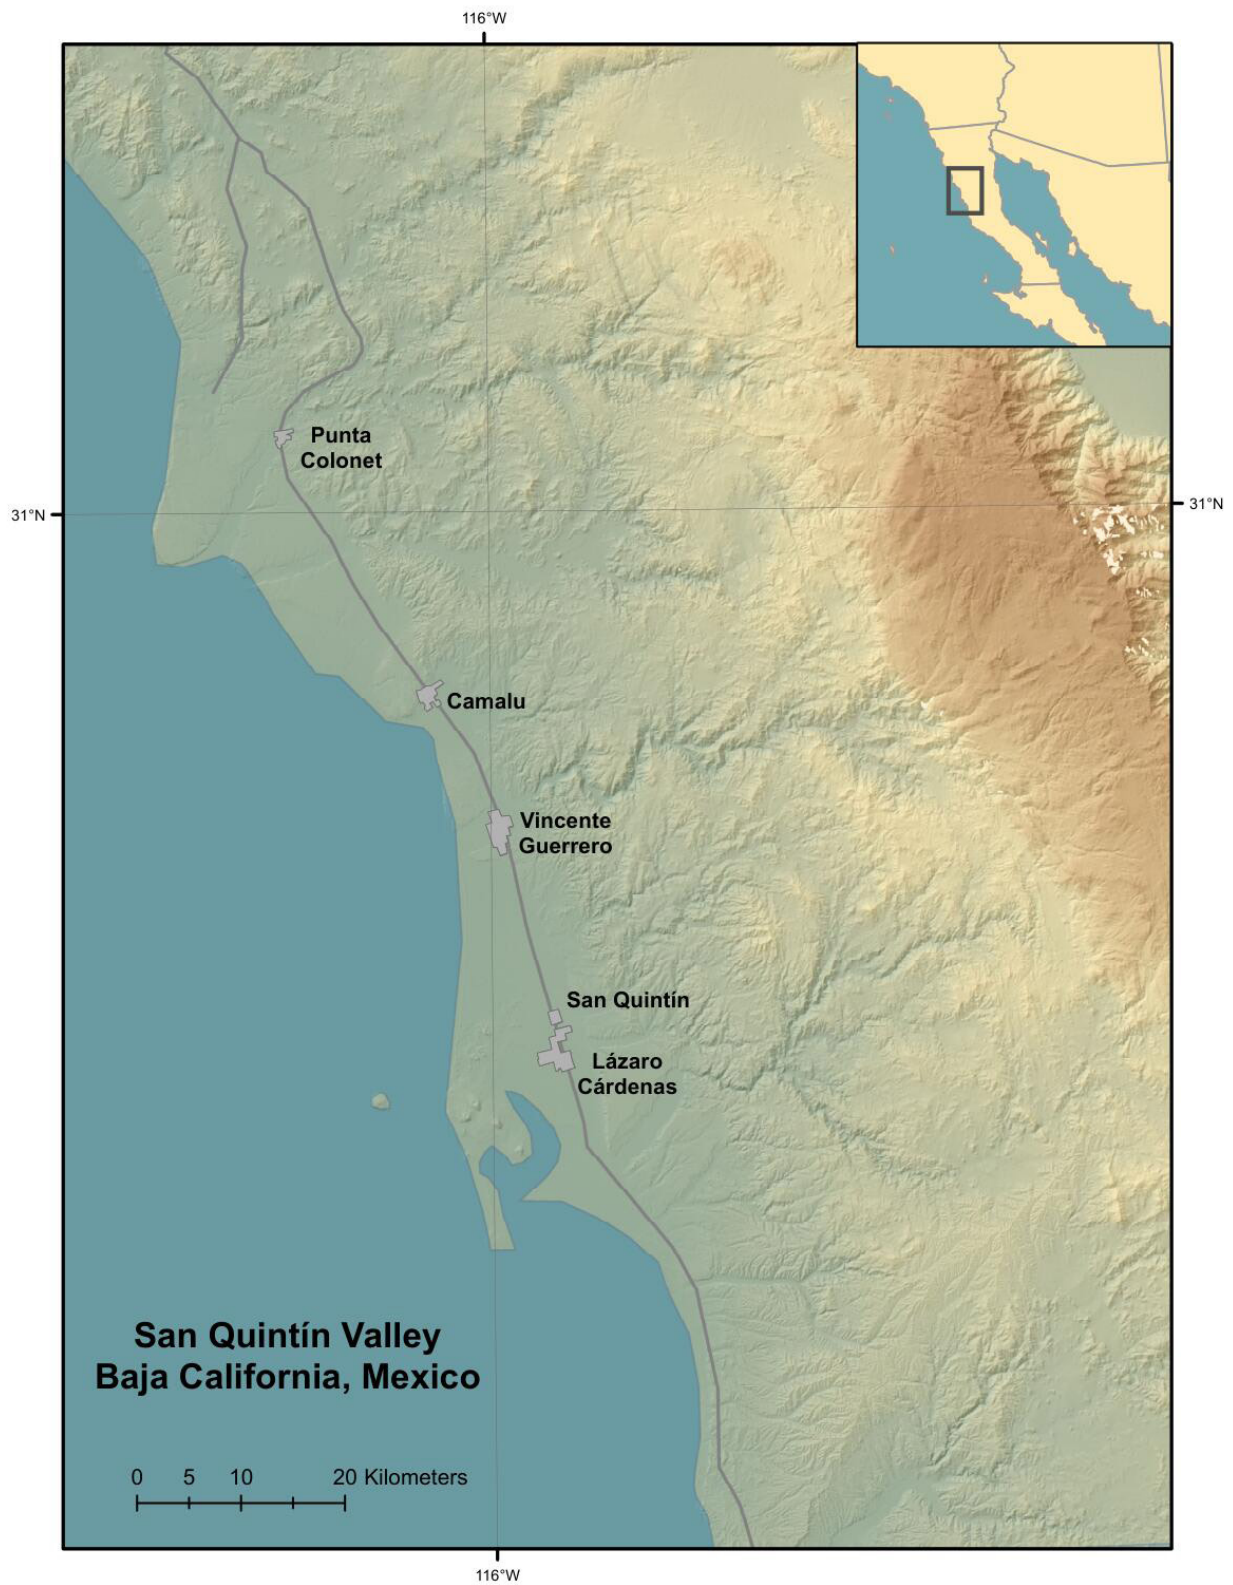 116°W
31°N
31°N
Punta
Colonet
Camalu
Vincente
Guerrero
San Quintín
Lázaro
Cárdenas
San Quintín Valley
Baja California, Mexico
0 5 10 20 Kilometers
116°W